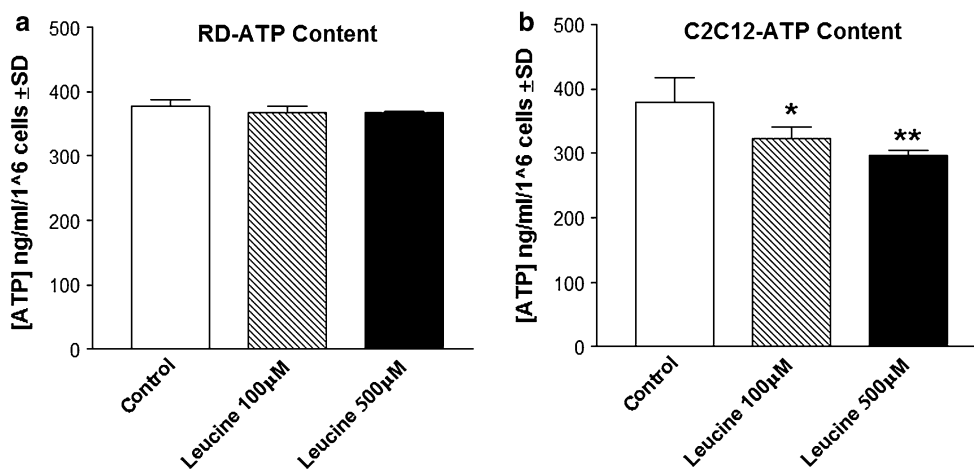 a
RD-ATP Content
[ATP] ng/ml/1^6 cells ±SD
500
400
300
200
100
0
Control
Leucine 100µM
Leucine 500µM
b
C2C12-ATP Content
[ATP] ng/ml/1^6 cells ±SD
500
400
300
200
100
0
*
**
Control
Leucine 100µM
Leucine 500µM